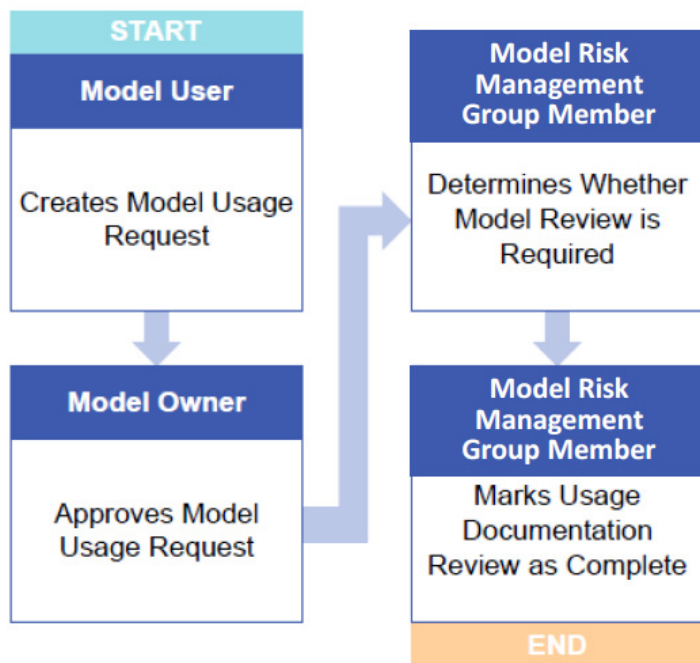 START
Model User
Creates Model Usage
Request
Model Owner
Approves Model
Usage Request
Model Risk
Management
Group Member
Determines Whether
Model Review is
Required
Model Risk
Management
Group Member
Marks Usage
Documentation
Review as Complete
END